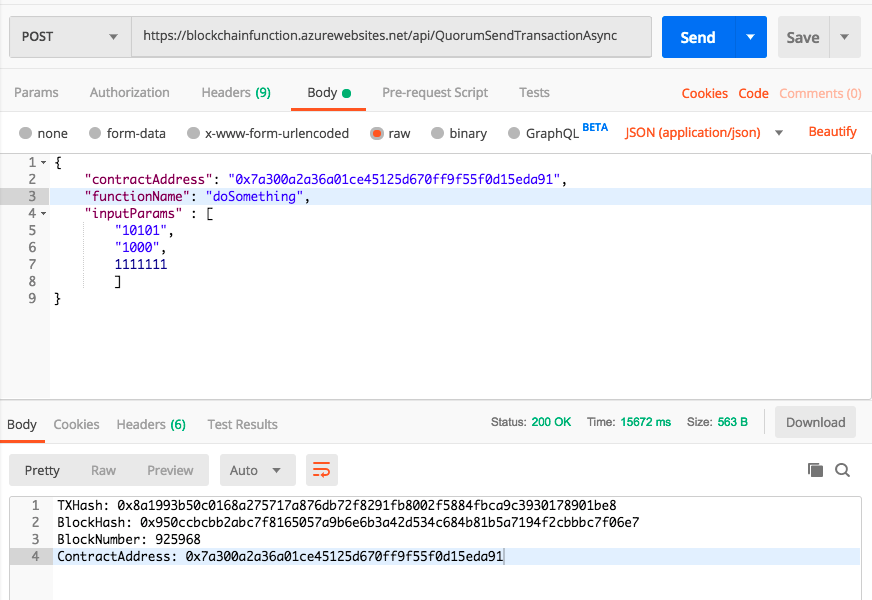 POST https://blockchainfunction.azurewebsites.net/api/QuorumSendTransactionAsync Send Save
Params Authorization Headers (9) Body Pre-request Script Tests Cookies Code Comments (0)
none form-data x-www-form-urlencoded raw binary GraphQL BETA JSON (application/json) Beautify
1 {
2 "contractAddress": "0x7a300a2a36a01ce45125d670ff9f55f0d15eda91",
3 "functionName": "doSomething",
4 "inputParams" : [
5 "10101",
6 "1000",
7 1111111
8 ]
9 }
Body Cookies Headers (6) Test Results Status: 200 OK Time: 15672 ms Size: 563 B Download
Pretty Raw Preview Auto
1 TXHash: 0x8a1993b50c0168a275717a876db72f8291fb8002f5884fbca9c3930178901be8
2 BlockHash: 0x950ccbcbb2abc7f8165057a9b6e6b3a42d534c684b81b5a7194f2cbbbc7f06e7
3 BlockNumber: 925968
4 ContractAddress: 0x7a300a2a36a01ce45125d670ff9f55f0d15eda91